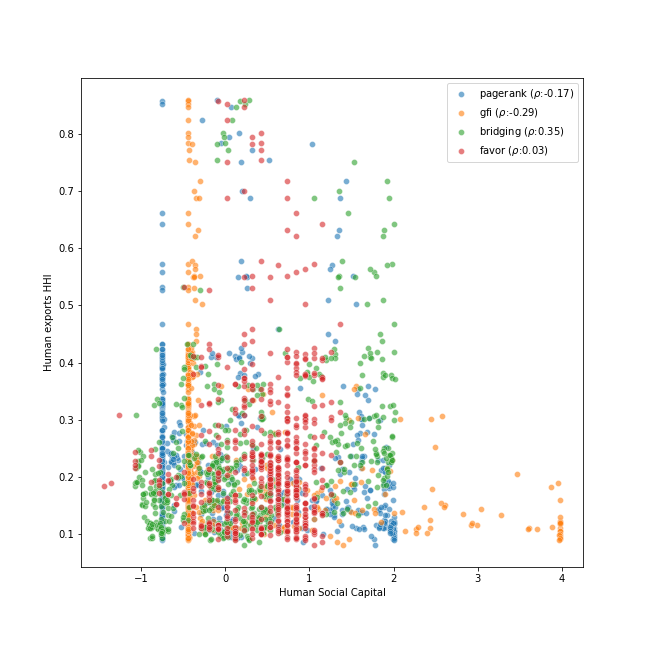 pagerank (ρ:-0.17)
gfi (ρ:-0.29)
bridging (ρ:0.35)
favor (ρ:0.03)
0.8
0.7
0.6
0.5
0.4
0.3
0.2
0.1
Human exports HHI
−1
0
1
2
3
4
Human Social Capital